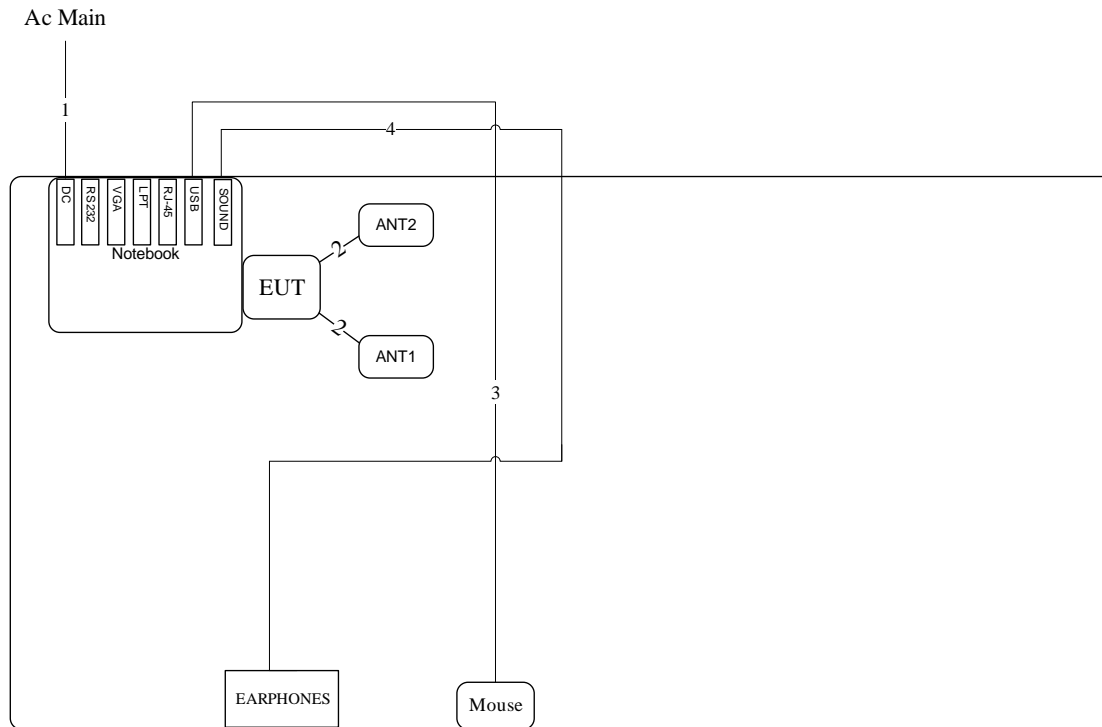 Ac Main
1
4
DC
RS232
VGA
LPT
RJ-45
USB
SOUND
Notebook
ANT2
2
EUT
2
ANT1
3
EARPHONES
Mouse